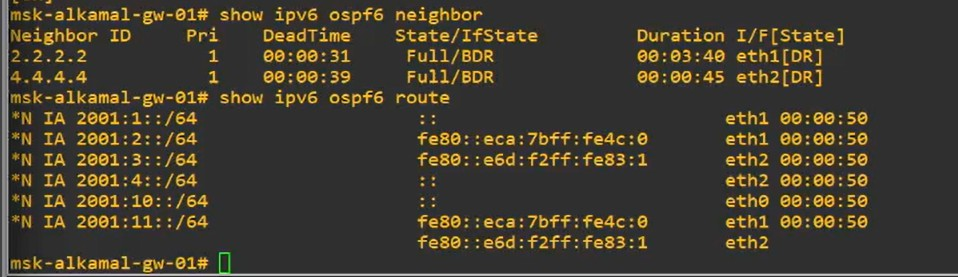 msk-alkamal-gw-01# show ipv6 ospf6 neighbor
Neighbor ID     Pri    DeadTime    State/IfState         Duration I/F[State]
2.2.2.2           1    00:00:31     Full/BDR             00:03:40 eth1[DR]
4.4.4.4           1    00:00:39     Full/BDR             00:00:45 eth2[DR]
msk-alkamal-gw-01# show ipv6 ospf6 route
*N IA 2001:1::/64                    ::                         eth1 00:00:50
*N IA 2001:2::/64                    fe80::eca:7bff:fe4c:0      eth1 00:00:50
*N IA 2001:3::/64                    fe80::e6d:f2ff:fe83:1      eth2 00:00:50
*N IA 2001:4::/64                    ::                         eth2 00:00:50
*N IA 2001:10::/64                   ::                         eth0 00:00:50
*N IA 2001:11::/64                   fe80::eca:7bff:fe4c:0      eth1 00:00:50
                                     fe80::e6d:f2ff:fe83:1      eth2
msk-alkamal-gw-01#